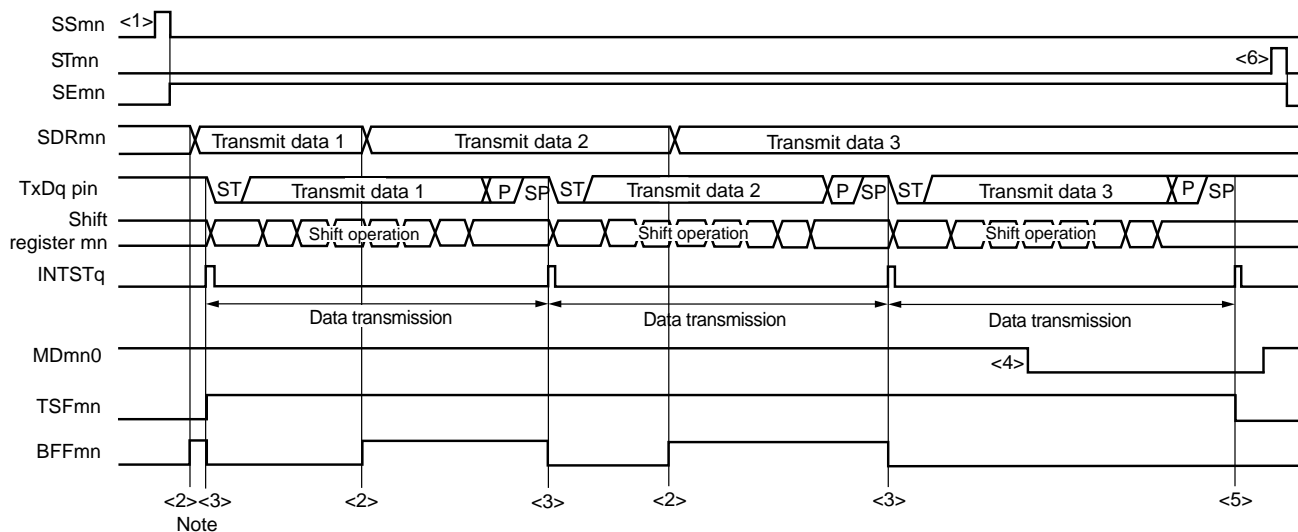 SSmn <1>
STmn <6>
SEmn
SDRmn Transmit data 1 Transmit data 2 Transmit data 3
TxDq pin ST Transmit data 1 P SP ST Transmit data 2 P SP ST Transmit data 3 P SP
Shift
register mn Shift operation Shift operation Shift operation
INTSTq
Data transmission Data transmission Data transmission
MDmn0 <4>
TSFmn
BFFmn
<2> <3> <2> <3> <2> <3> <5>
Note